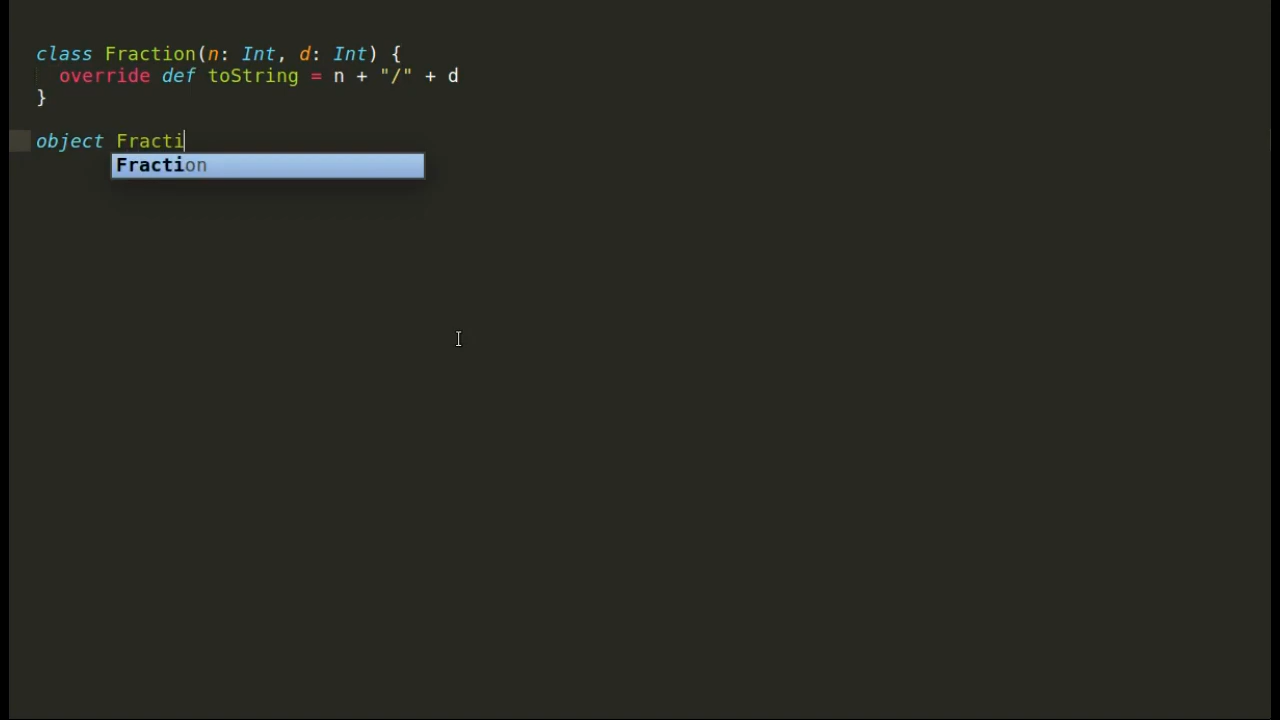 class Fraction(n: Int, d: Int) {
  override def toString = n + "/" + d
}
object Fracti
Fraction